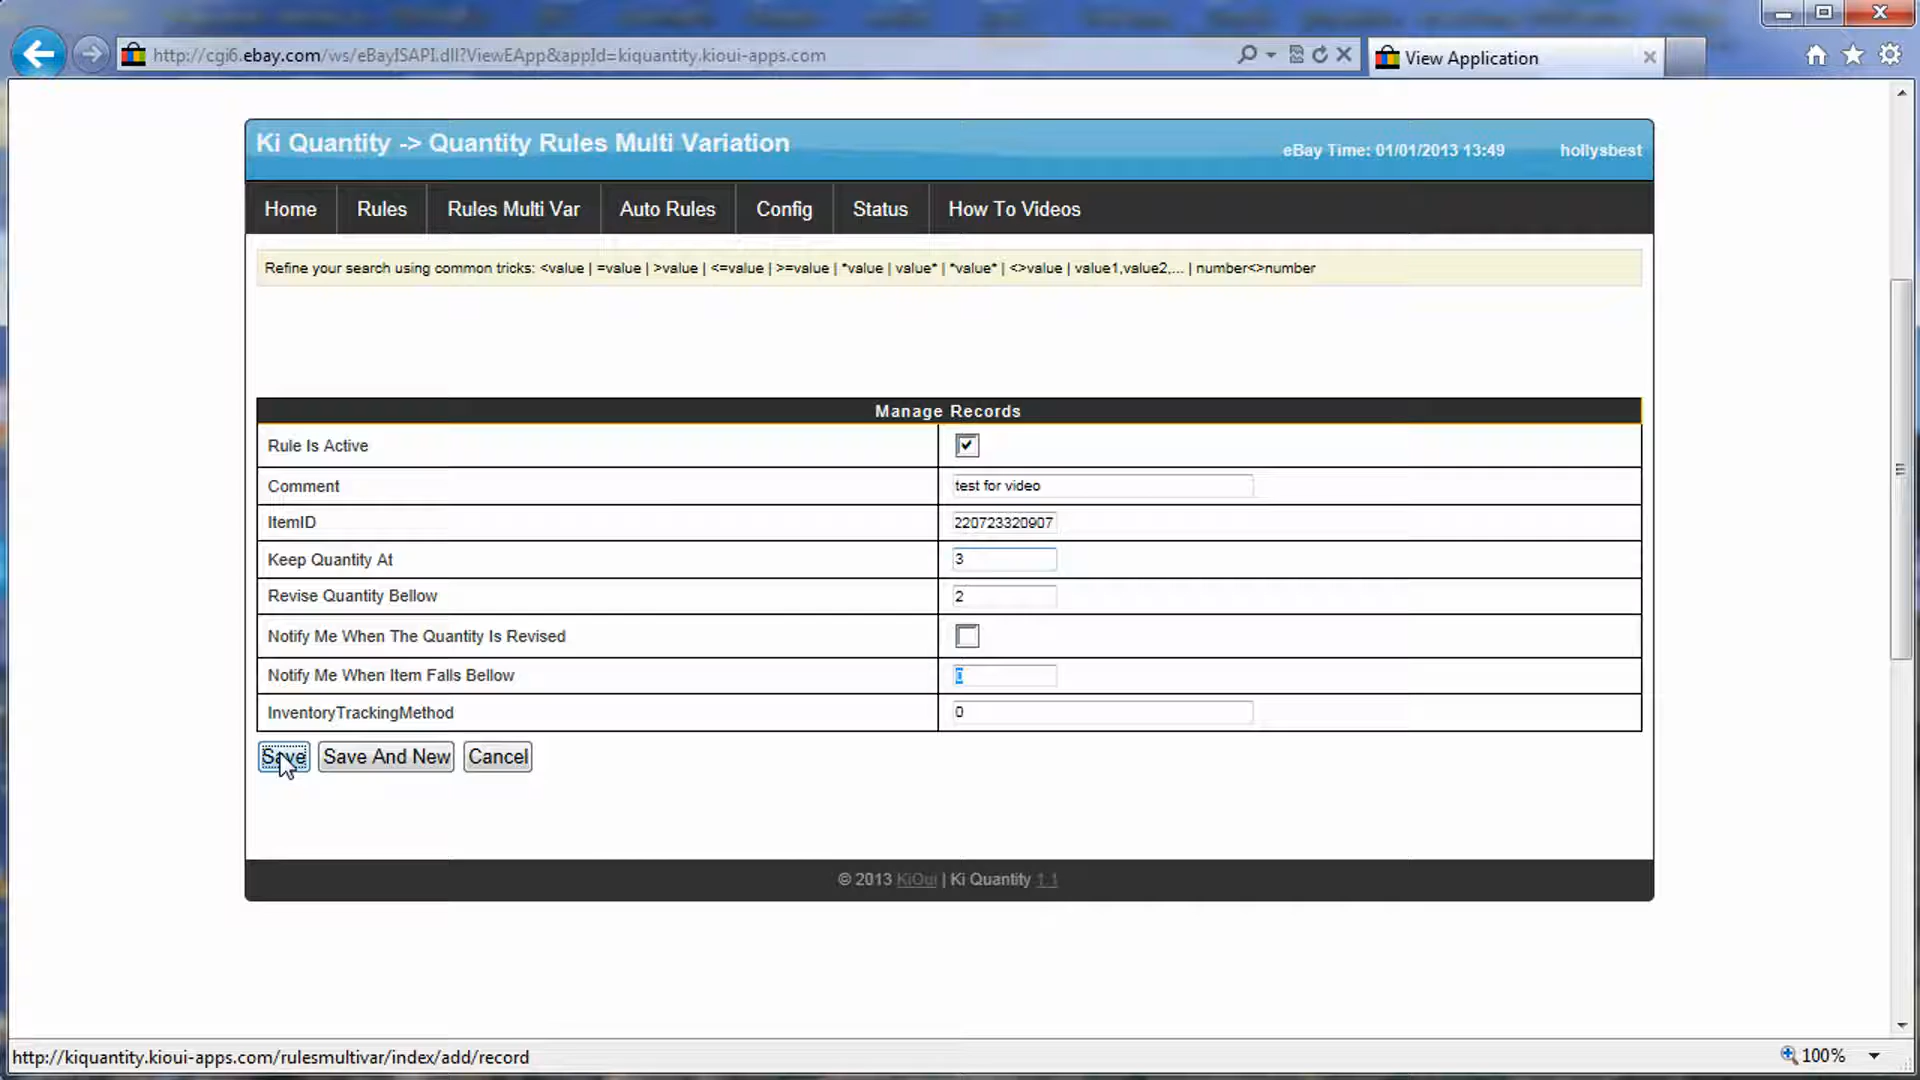 http://cgi6.ebay.com/ws/eBayISAPI.dll?ViewEApp&appId=kiquantity.kioui-apps.com
View Application
Ki Quantity -> Quantity Rules Multi Variation
eBay Time: 01/01/2013 13:49
hollysbest
Home
Rules
Rules Multi Var
Auto Rules
Config
Status
How To Videos
Refine your search using common tricks: <value | =value | >value | <=value | >=value | *value | value* | *value* | <>value | value1,value2,... | number<>number
Manage Records
Rule Is Active
Comment test for video
ItemID 220723320907
Keep Quantity At 3
Revise Quantity Bellow 2
Notify Me When The Quantity Is Revised
Notify Me When Item Falls Bellow 0
InventoryTrackingMethod 0
Save
Save And New
Cancel
© 2013 KiOui | Ki Quantity 1.1
http://kiquantity.kioui-apps.com/rulesmultivar/index/add/record
100%